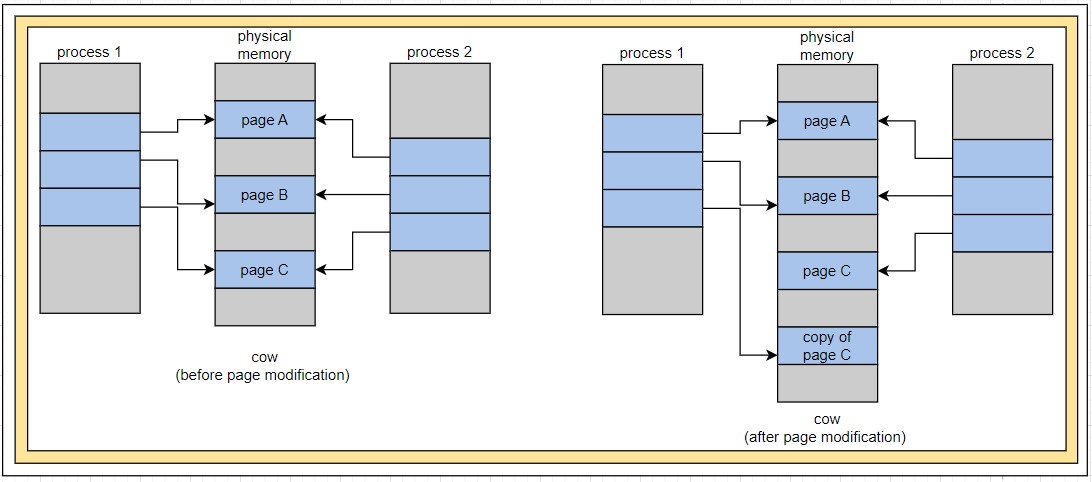 process 1
physical
memory
process 2
page A
page B
page C
cow
(before page modification)
process 1
physical
memory
process 2
page A
page B
page C
copy of
page C
cow
(after page modification)